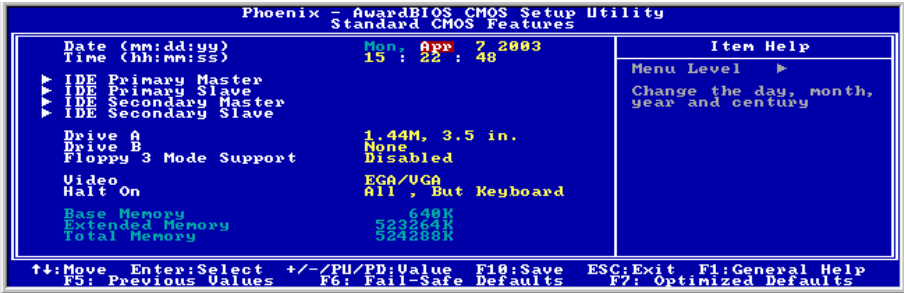 Phoenix - AwardBIOS CMOS Setup Utility
Standard CMOS Features
Date (mm:dd:yy) Mon, Apr 7 2003
Time (hh:mm:ss) 15 : 22 : 48
► IDE Primary Master
► IDE Primary Slave
► IDE Secondary Master
► IDE Secondary Slave
Drive A 1.44M, 3.5 in.
Drive B None
Floppy 3 Mode Support Disabled
Video EGA/VGA
Halt On All , But Keyboard
Base Memory 640K
Extended Memory 523264K
Total Memory 524288K
Item Help
Menu Level ►
Change the day, month,
year and century
↑↓:Move Enter:Select +/-/PU/PD:Value F10:Save ESC:Exit F1:General Help
F5: Previous Values F6: Fail-Safe Defaults F7: Optimized Defaults